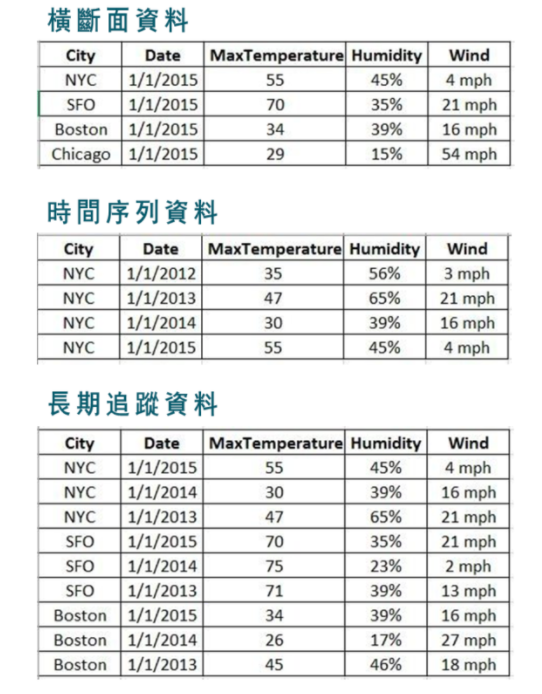 橫斷面資料
City Date MaxTemperature Humidity Wind
NYC 1/1/2015 55 45% 4 mph
SFO 1/1/2015 70 35% 21 mph
Boston 1/1/2015 34 39% 16 mph
Chicago 1/1/2015 29 15% 54 mph
時間序列資料
City Date MaxTemperature Humidity Wind
NYC 1/1/2012 35 56% 3 mph
NYC 1/1/2013 47 65% 21 mph
NYC 1/1/2014 30 39% 16 mph
NYC 1/1/2015 55 45% 4 mph
長期追蹤資料
City Date MaxTemperature Humidity Wind
NYC 1/1/2015 55 45% 4 mph
NYC 1/1/2014 30 39% 16 mph
NYC 1/1/2013 47 65% 21 mph
SFO 1/1/2015 70 35% 21 mph
SFO 1/1/2014 75 23% 2 mph
SFO 1/1/2013 71 39% 13 mph
Boston 1/1/2015 34 39% 16 mph
Boston 1/1/2014 26 17% 27 mph
Boston 1/1/2013 45 46% 18 mph